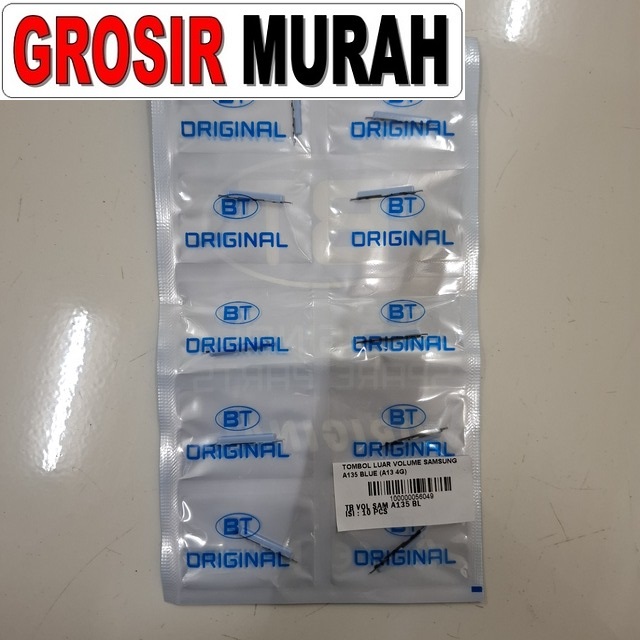 GROSIR MURAH
BT BT
ORIGINAL ORIGINAL
BT BT
ORIGINAL ORIGINAL
BT BT
ORIGINAL ORIGINAL
BT BT
ORIGINAL ORIGINAL
TOMBOL LUAR VOLUME SAMSUNG
A135 BLUE (A13 4G)
100000056049
TB VOL SAM A135 BL
ISI : 10 PCS
BT
ORIGINAL ORIGINAL